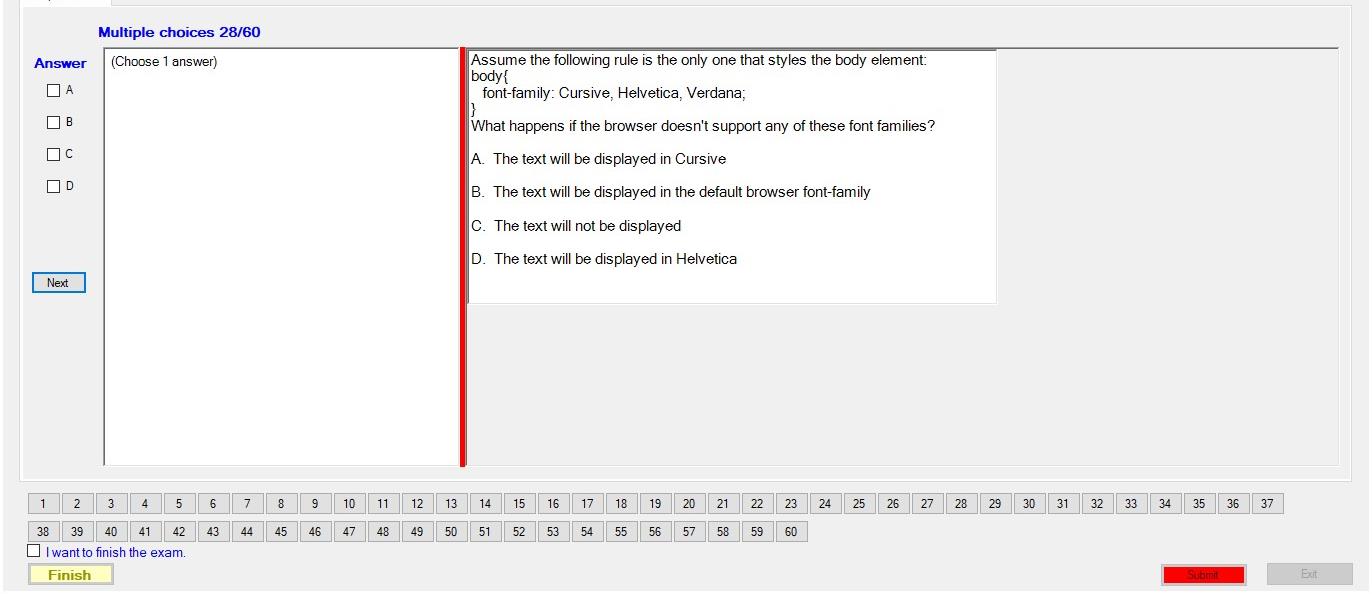 Multiple choices 28/60
Answer
(Choose 1 answer)
A
B
C
D
Next
Assume the following rule is the only one that styles the body element:
body{
font-family: Cursive, Helvetica, Verdana;
}
What happens if the browser doesn't support any of these font families?
A. The text will be displayed in Cursive
B. The text will be displayed in the default browser font-family
C. The text will not be displayed
D. The text will be displayed in Helvetica
1 2 3 4 5 6 7 8 9 10 11 12 13 14 15 16 17 18 19 20 21 22 23 24 25 26 27 28 29 30 31 32 33 34 35 36 37
38 39 40 41 42 43 44 45 46 47 48 49 50 51 52 53 54 55 56 57 58 59 60
I want to finish the exam.
Finish
Submit
Exit